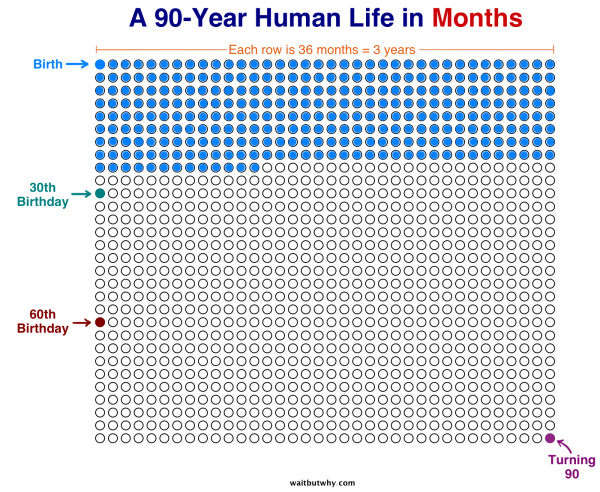 A 90-Year Human Life in Months
Each row is 36 months = 3 years
Birth
30th
Birthday
60th
Birthday
Turning
90
waitbutwhy.com